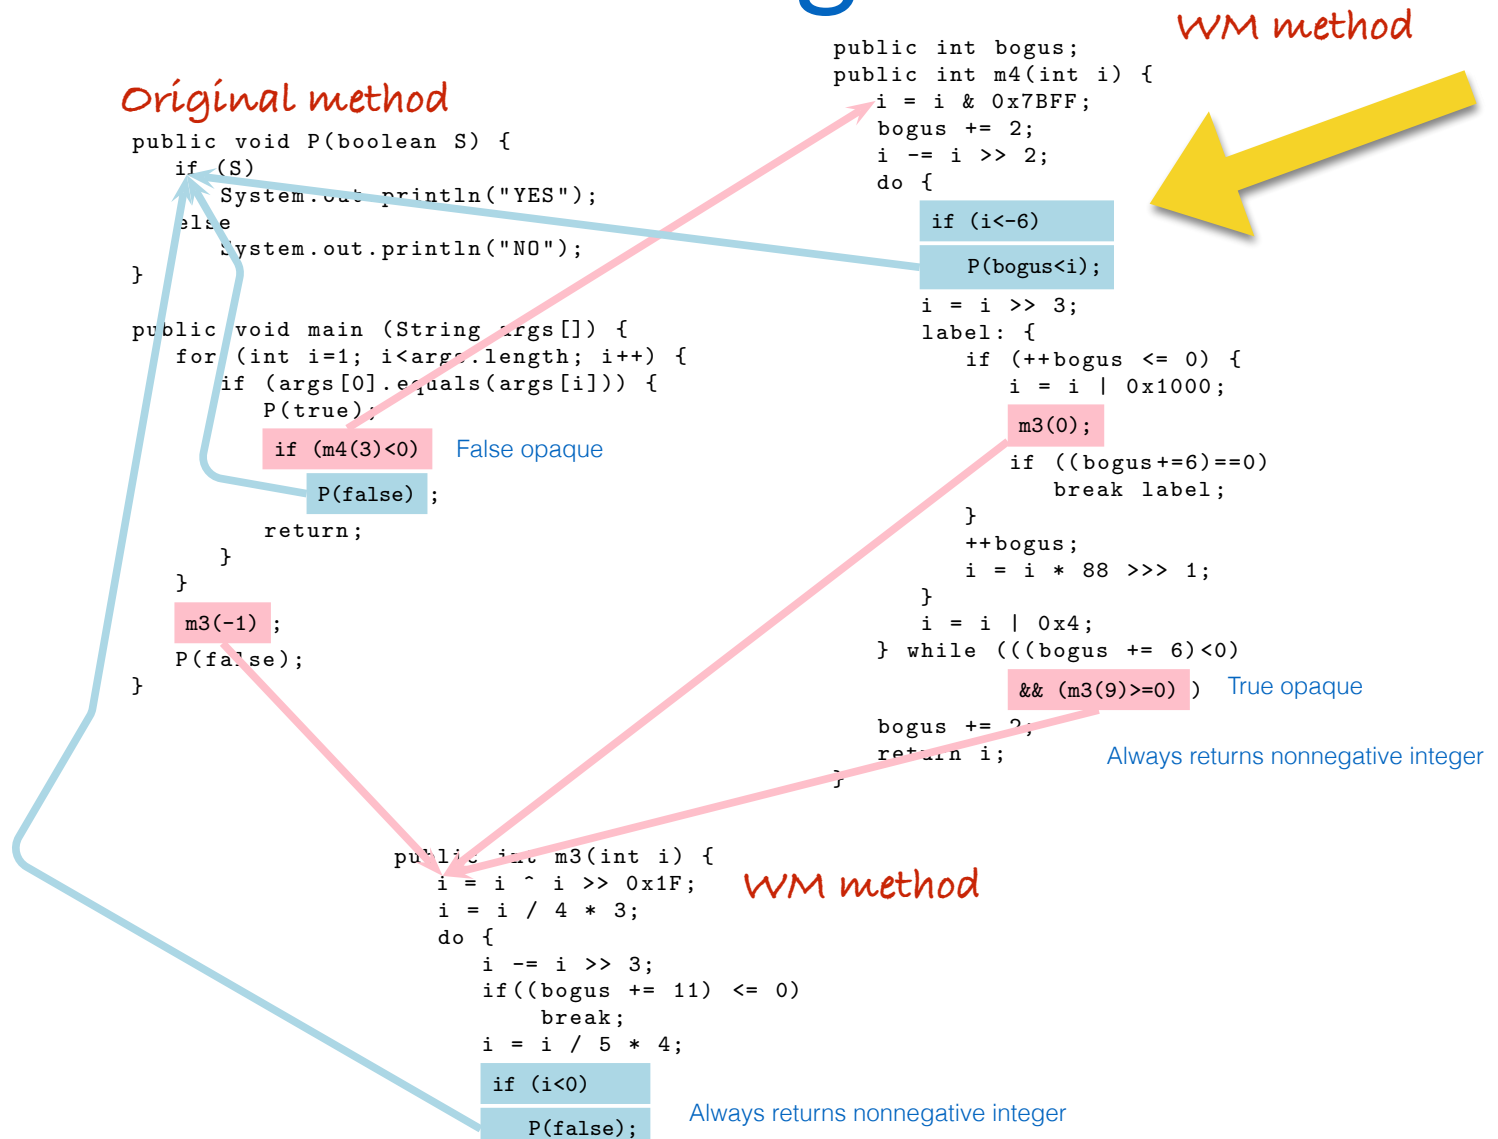 Original method
public void P(boolean S) {
if (S)
System.out.println("YES");
else
System.out.println("NO");
}
public void main (String args[]) {
for (int i=1; i<args.length; i++) {
if (args[0].equals(args[i])) {
P(true);
if (m4(3)<0) False opaque
P(false) ;
return;
}
}
m3(-1) ;
P(false);
}
WM method
public int bogus;
public int m4(int i) {
i = i & 0x7BFF;
bogus += 2;
i -= i >> 2;
do {
if (i<-6)
P(bogus<i);
i = i >> 3;
label: {
if (++bogus <= 0) {
i = i | 0x1000;
m3(0);
if ((bogus+=6)==0)
break label;
}
++bogus;
i = i * 88 >>> 1;
}
i = i | 0x4;
} while (((bogus += 6)<0)
&& (m3(9)>=0) ) True opaque
bogus += 2;
return i;
Always returns nonnegative integer
}
public int m3(int i) {
i = i ^ i >> 0x1F;
WM method
i = i / 4 * 3;
do {
i -= i >> 3;
if((bogus += 11) <= 0)
break;
i = i / 5 * 4;
if (i<0)
P(false);
Always returns nonnegative integer